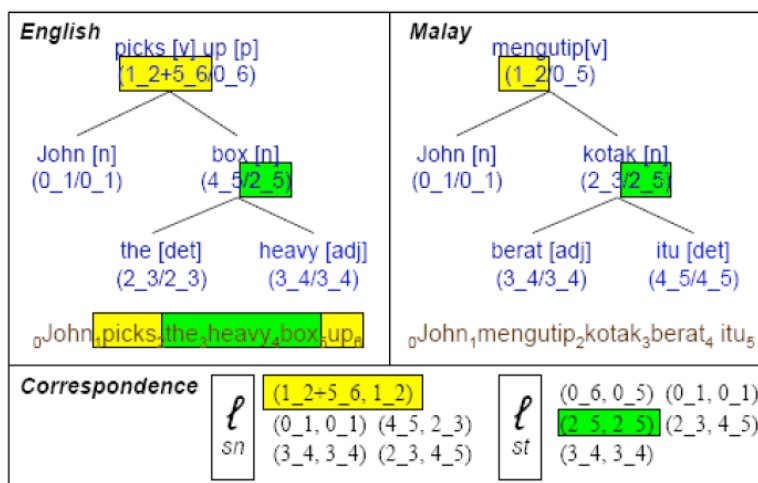 English
picks [v] up [p]
(1_2+5_6/0_6)
John [n]
(0_1/0_1)
box [n]
(4_5/2_5)
the [det]
(2_3/2_3)
heavy [adj]
(3_4/3_4)
0John1picks2the3heavy4box5up6
Malay
mengutip[v]
(1_2/0_5)
John [n]
(0_1/0_1)
kotak [n]
(2_3/2_5)
berat [adj]
(3_4/3_4)
itu [det]
(4_5/4_5)
0John1mengutip2kotak3berat4 itu5
Correspondence
ℓ sn
(1_2+5_6, 1_2)
(0_1, 0_1) (4_5, 2_3)
(3_4, 3_4) (2_3, 4_5)
ℓ st
(0_6, 0_5) (0_1, 0_1)
(2_5, 2_5) (2_3, 4_5)
(3_4, 3_4)